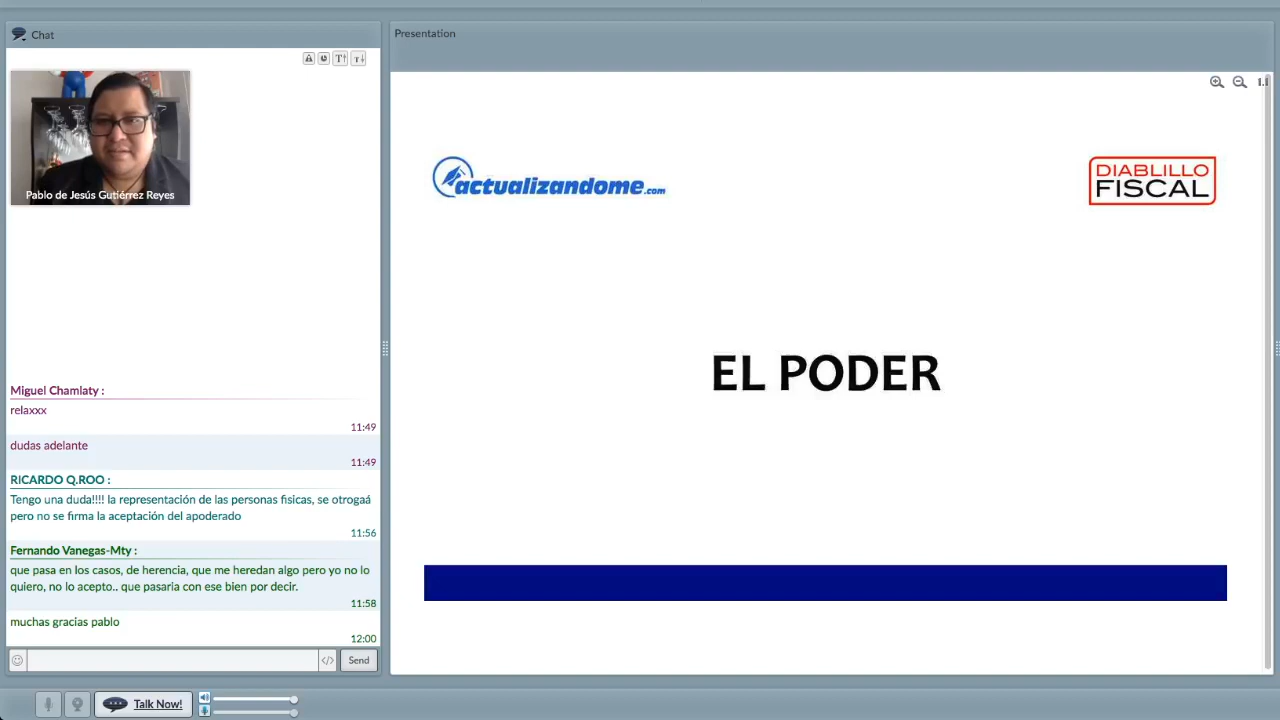 Chat
Presentation
Pablo de Jesús Gutiérrez Reyes
1:1
actualizandome.com
DIABLILLO
FISCAL
EL PODER
Miguel Chamlaty :
relaxxx
11:49
dudas adelante
11:49
RICARDO Q.ROO :
Tengo una duda!!!! la representación de las personas fisicas, se otrogaá
pero no se firma la aceptación del apoderado
11:56
Fernando Vanegas-Mty :
que pasa en los casos, de herencia, que me heredan algo pero yo no lo
quiero, no lo acepto.. que pasaria con ese bien por decir.
11:58
muchas gracias pablo
12:00
Send
Talk Now!